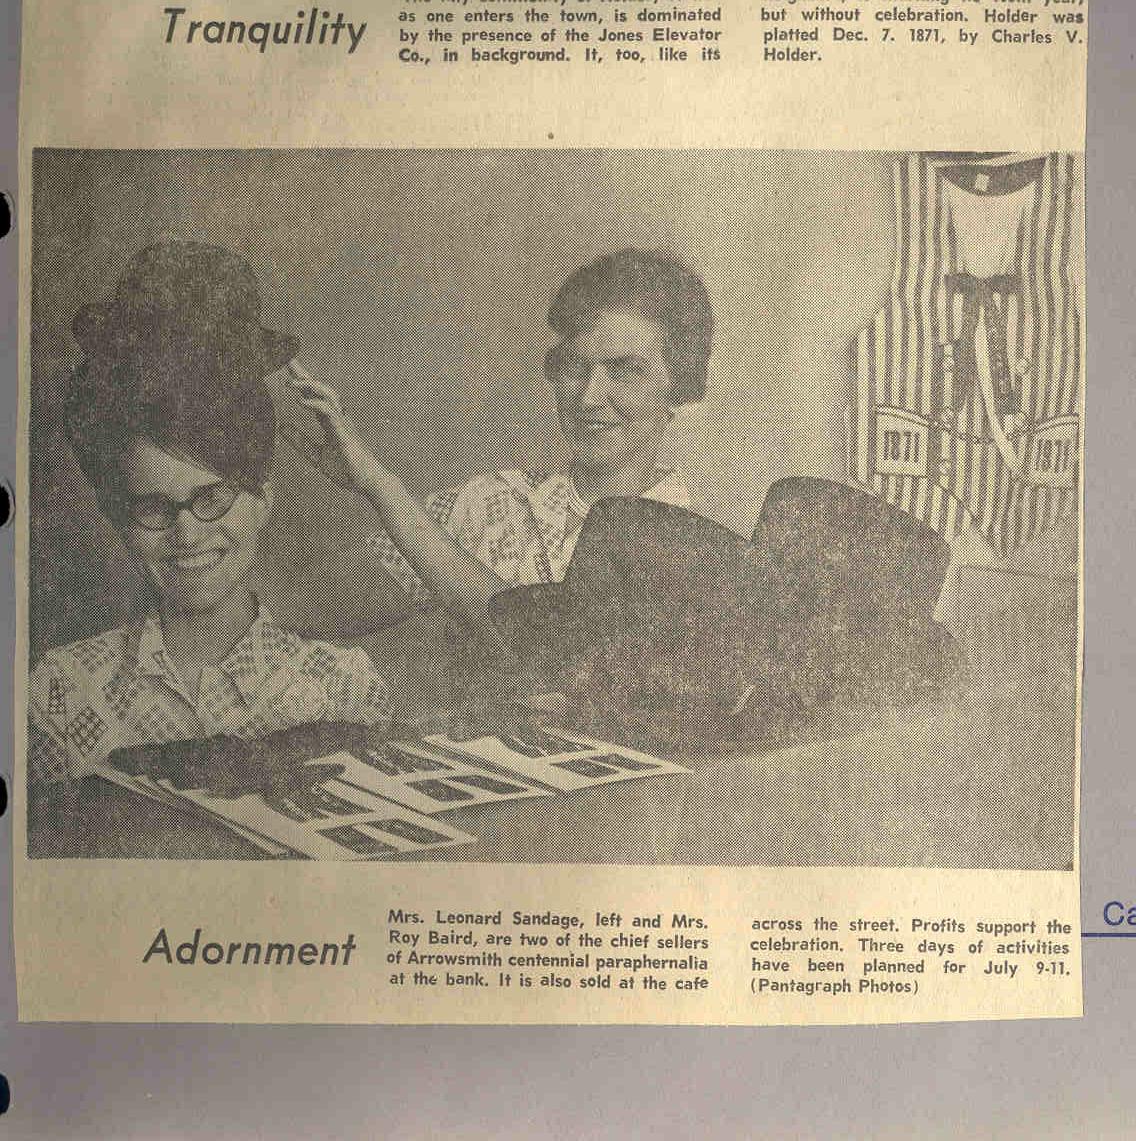 Tranquility
as one enters the town, is dominated
by the presence of the Jones Elevator
Co., in background. It, too, like its
but without celebration. Holder was
platted Dec. 7. 1871, by Charles V.
Holder.
1871
1971
Adornment
Mrs. Leonard Sandage, left and Mrs.
Roy Baird, are two of the chief sellers
of Arrowsmith centennial paraphernalia
at the bank. It is also sold at the cafe
across the street. Profits support the
celebration. Three days of activities
have been planned for July 9-11.
(Pantagraph Photos)
Ca